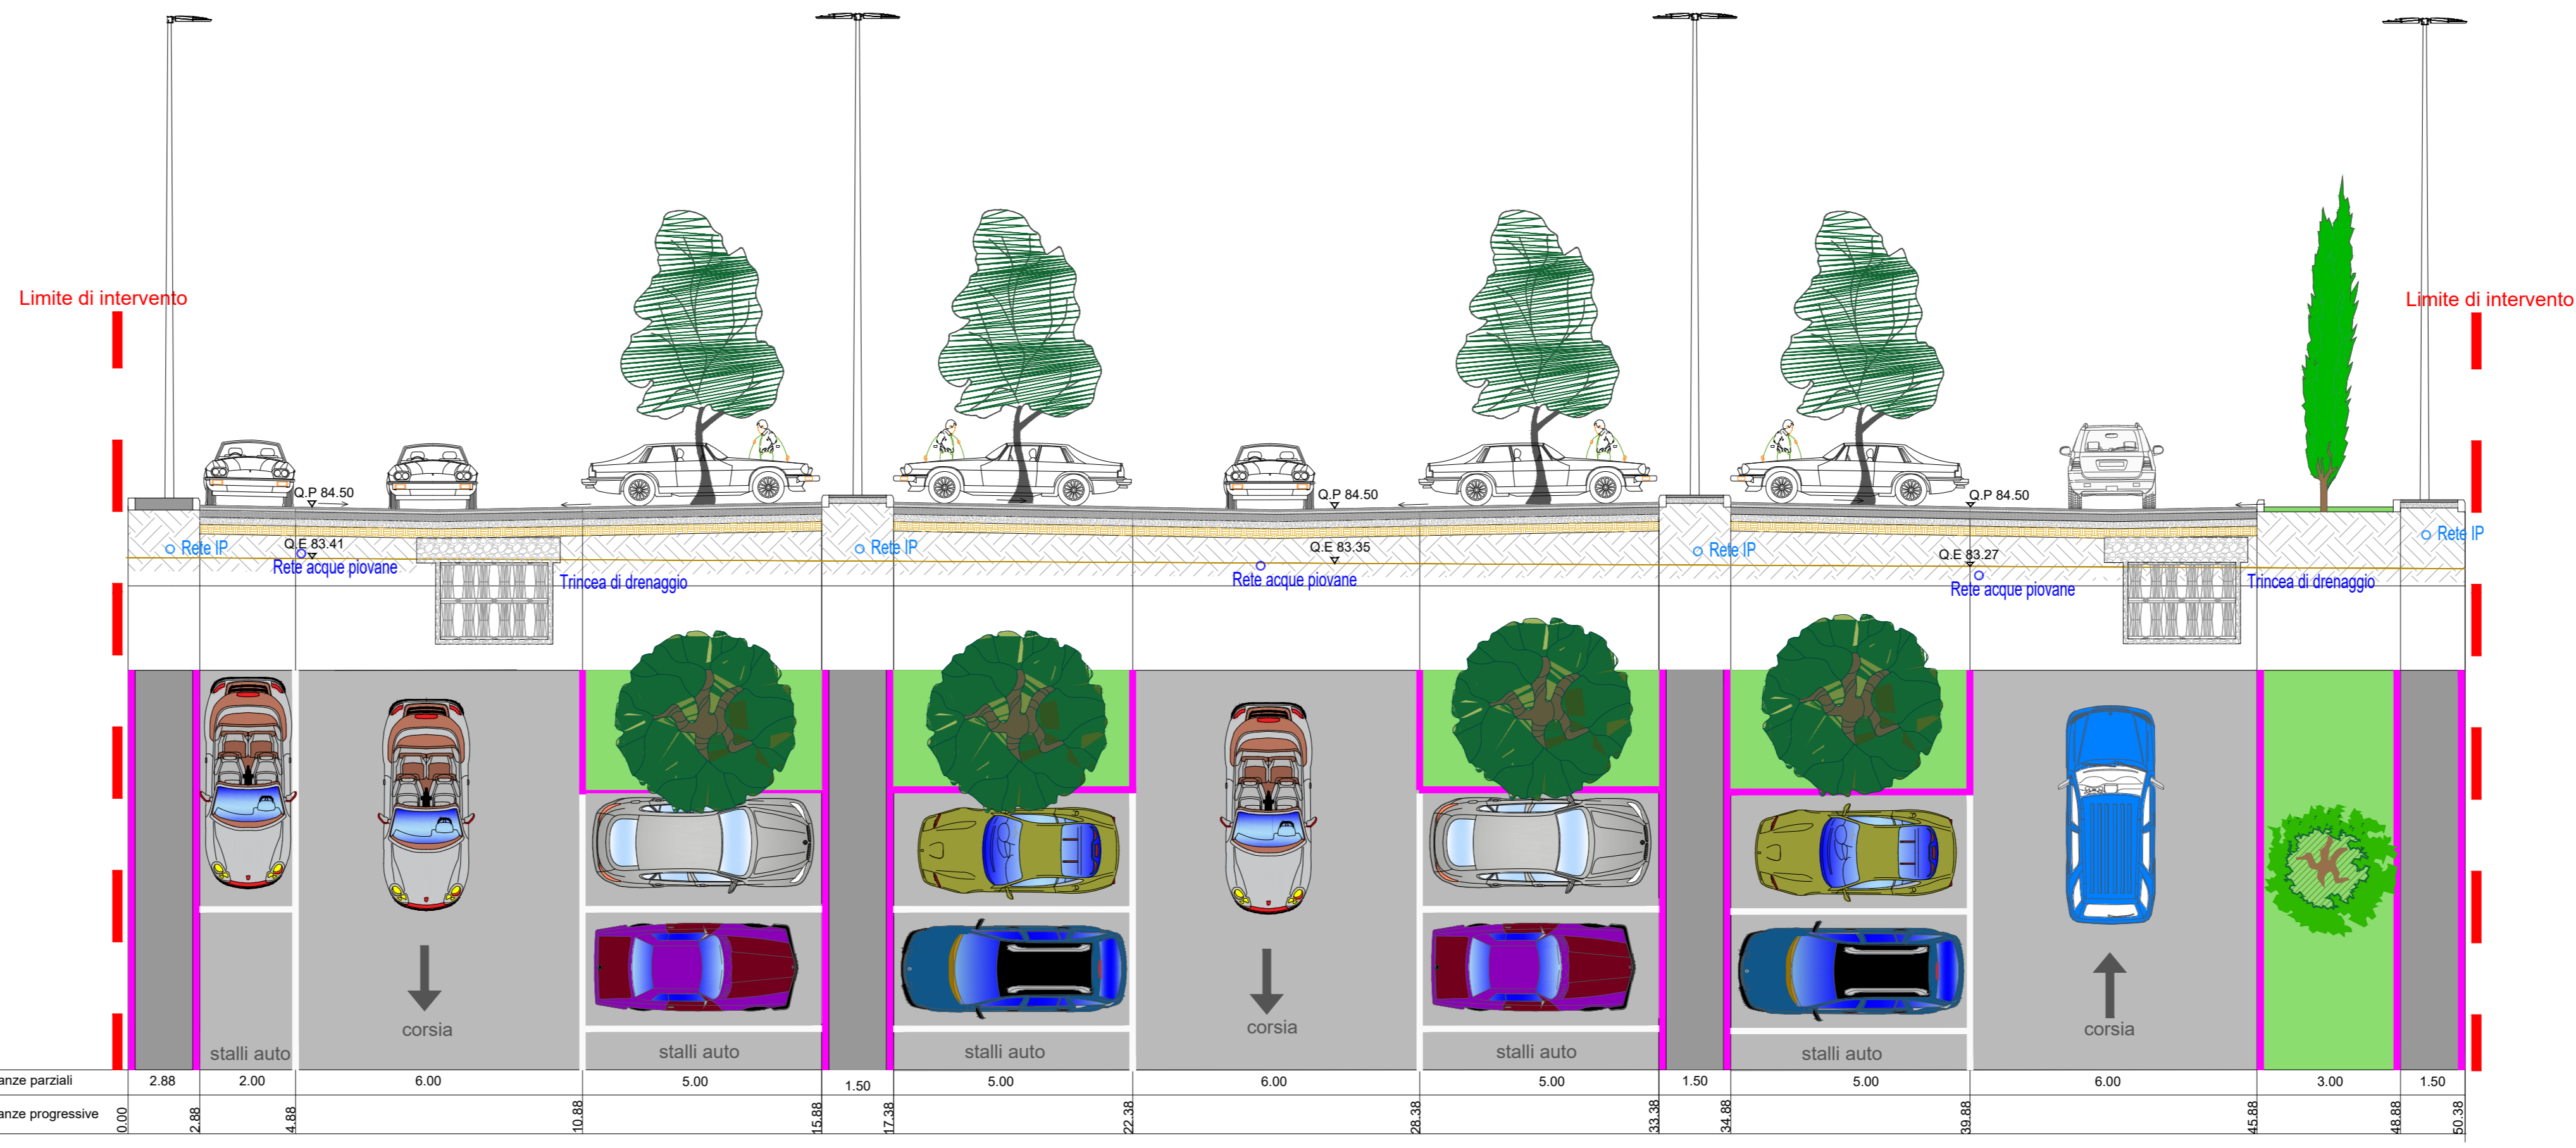 Limite di intervento
Limite di intervento
Q.P 84.50
Q.P 84.50
Q.P 84.50
Rete IP
Q.E 83.41
Rete acque piovane
Trincea di drenaggio
Rete IP
Q.E 83.35
Rete acque piovane
Rete IP
Q.E 83.27
Rete acque piovane
Trincea di drenaggio
Rete IP
corsia
corsia
corsia
stalli auto
stalli auto
stalli auto
stalli auto
stalli auto
anze parziali
2.88
2.00
6.00
5.00
1.50
5.00
6.00
5.00
1.50
5.00
6.00
3.00
1.50
anze progressive
0.00
2.88
4.88
10.88
15.88
17.38
22.38
28.38
33.38
34.88
39.88
45.88
48.88
50.38